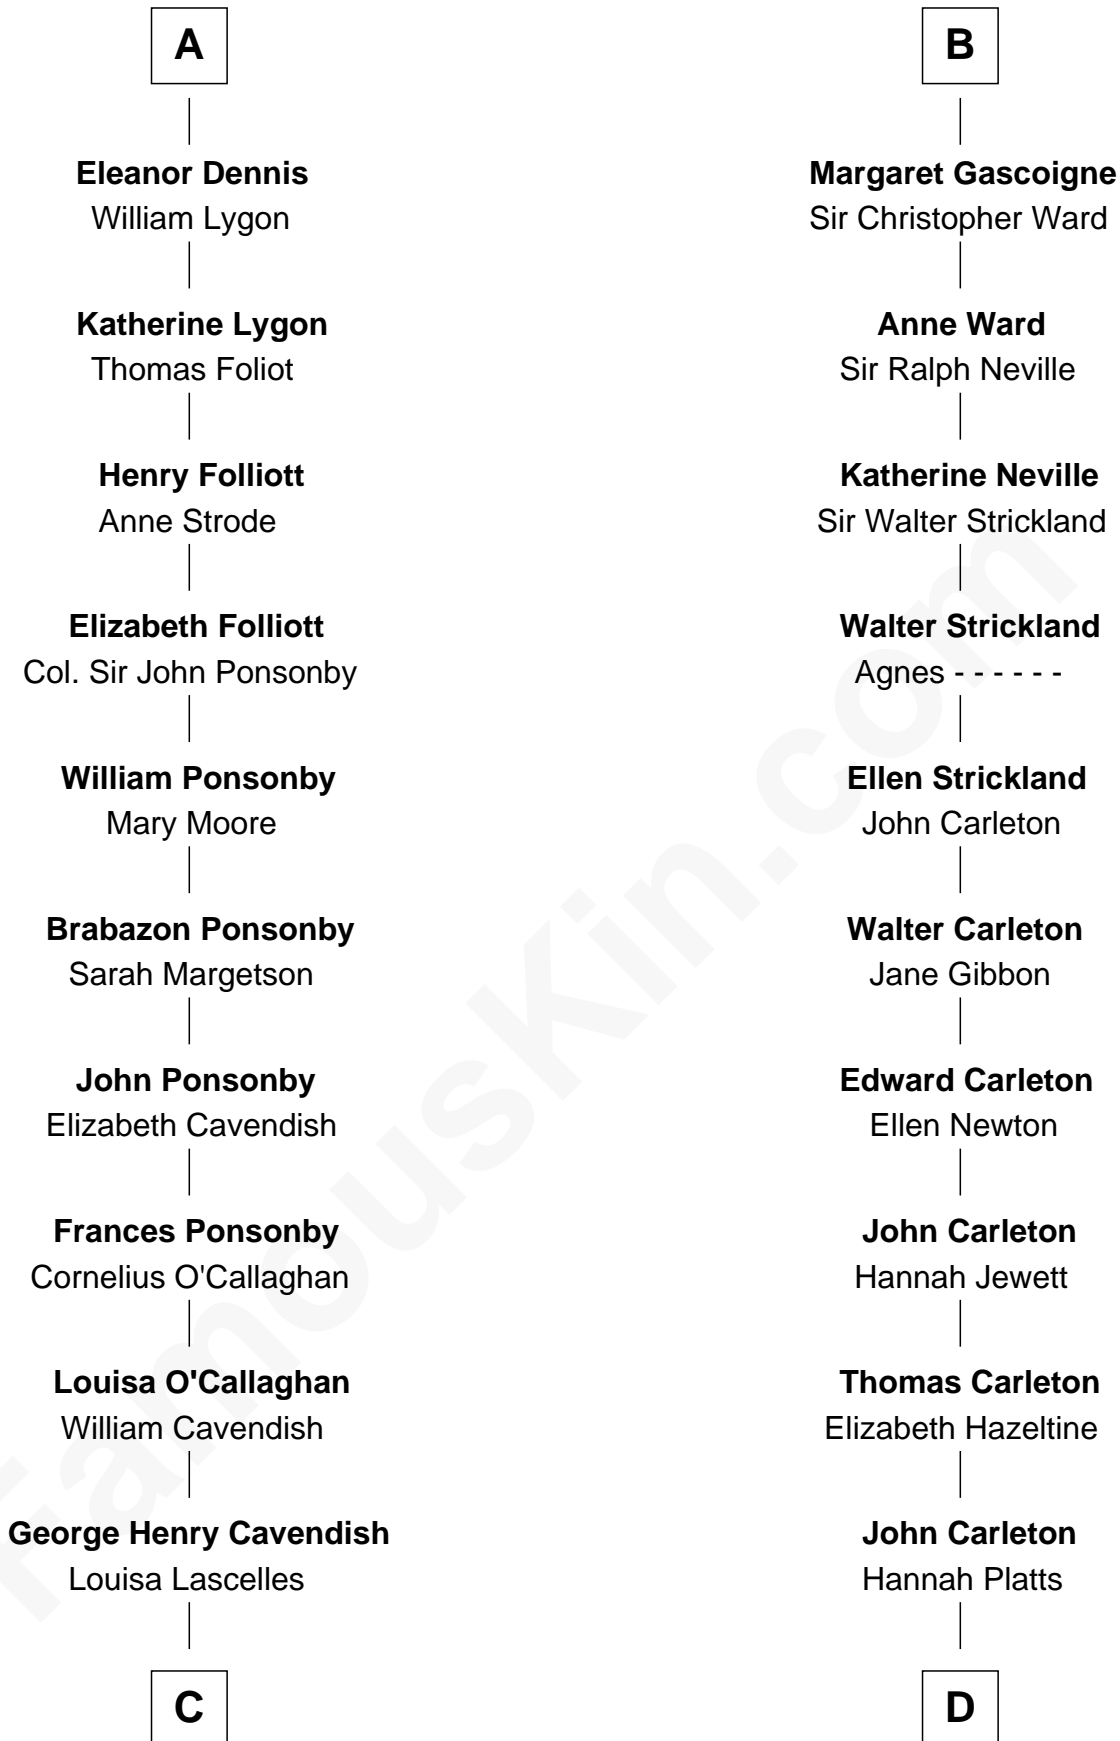 A
Eleanor Dennis
William Lygon
Katherine Lygon
Thomas Foliot
Henry Folliott
Anne Strode
Elizabeth Folliott
Col. Sir John Ponsonby
William Ponsonby
Mary Moore
Brabazon Ponsonby
Sarah Margetson
John Ponsonby
Elizabeth Cavendish
Frances Ponsonby
Cornelius O'Callaghan
Louisa O'Callaghan
William Cavendish
George Henry Cavendish
Louisa Lascelles
C
B
Margaret Gascoigne
Sir Christopher Ward
Anne Ward
Sir Ralph Neville
Katherine Neville
Sir Walter Strickland
Walter Strickland
Agnes - - - - - -
Ellen Strickland
John Carleton
Walter Carleton
Jane Gibbon
Edward Carleton
Ellen Newton
John Carleton
Hannah Jewett
Thomas Carleton
Elizabeth Hazeltine
John Carleton
Hannah Platts
D
FamousKin.com